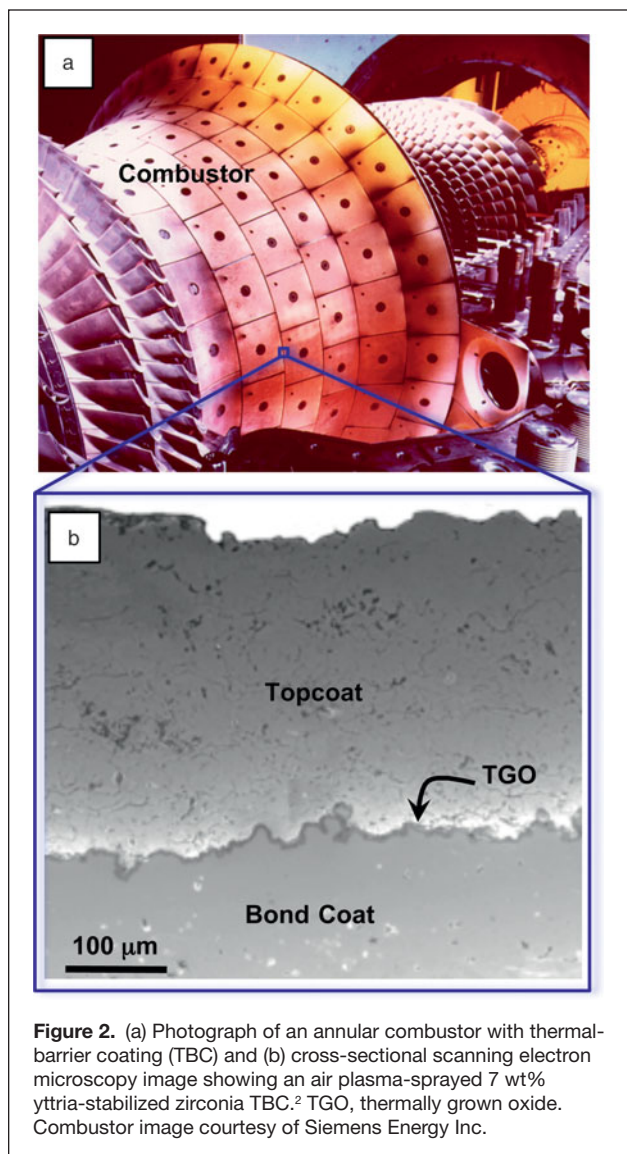 a
Combustor
b
Topcoat
TGO
Bond Coat
100 μm
Figure 2. (a) Photograph of an annular combustor with thermal-
barrier coating (TBC) and (b) cross-sectional scanning electron
microscopy image showing an air plasma-sprayed 7 wt%
yttria-stabilized zirconia TBC.² TGO, thermally grown oxide.
Combustor image courtesy of Siemens Energy Inc.